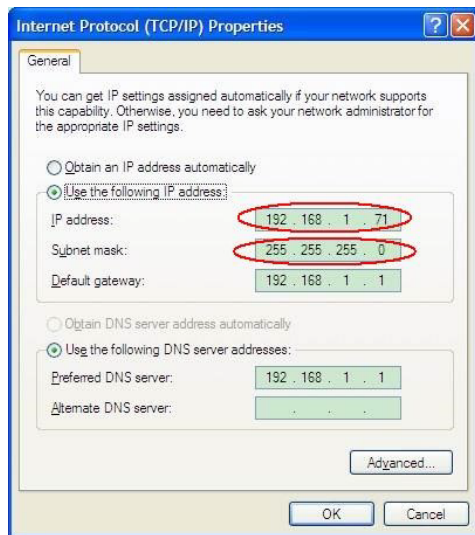 Internet Protocol (TCP/IP) Properties
General
You can get IP settings assigned automatically if your network supports
this capability. Otherwise, you need to ask your network administrator for
the appropriate IP settings.
Obtain an IP address automatically
Use the following IP address:
IP address: 192 . 168 . 1 . 71
Subnet mask: 255 . 255 . 255 . 0
Default gateway: 192 . 168 . 1 . 1
Obtain DNS server address automatically
Use the following DNS server addresses:
Preferred DNS server: 192 . 168 . 1 . 1
Alternate DNS server: . . .
Advanced...
OK Cancel